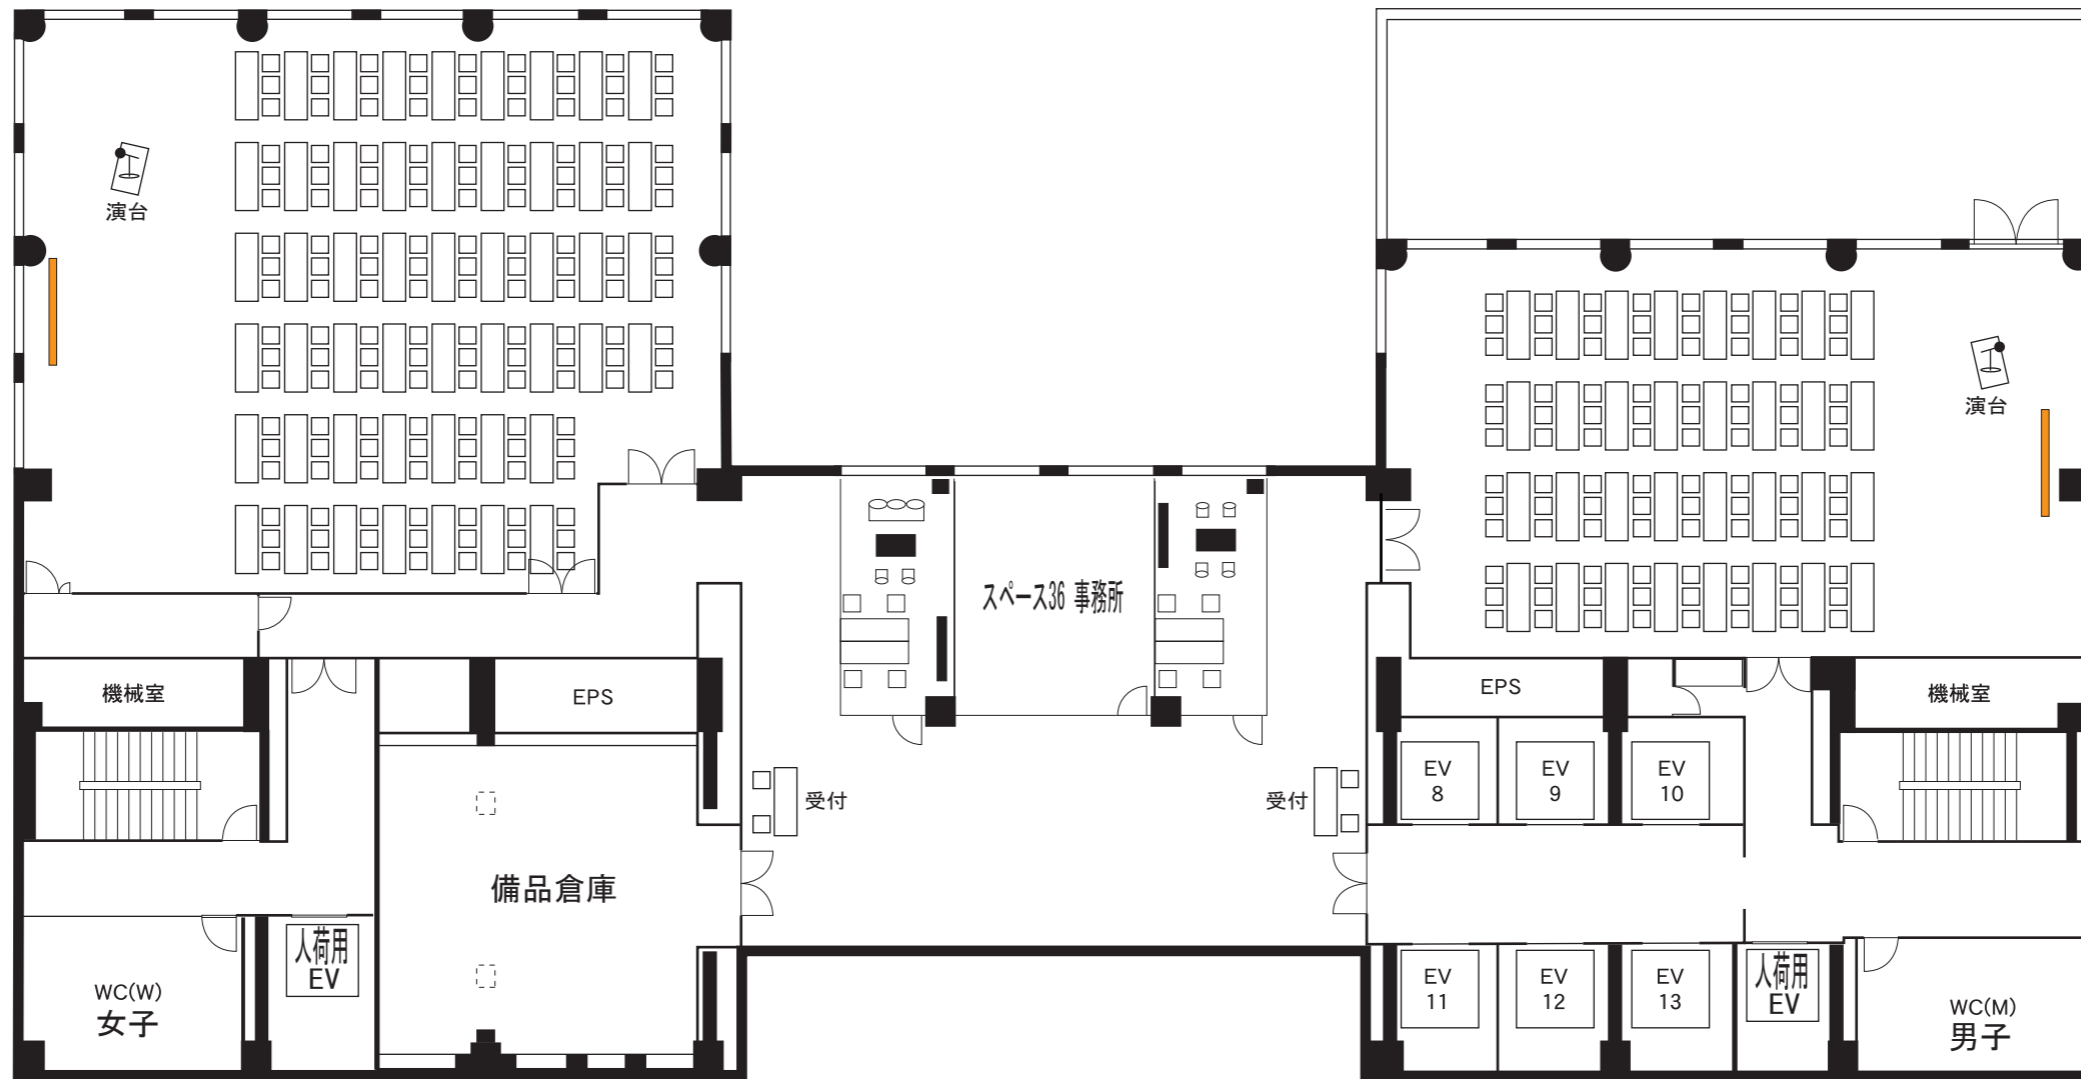 演台
演台
スペース36 事務所
機械室
EPS
EPS
機械室
EV
8
EV
9
EV
10
受付
受付
備品倉庫
人荷用
EV
人荷用
EV
EV
11
EV
12
EV
13
WC(W)
女子
WC(M)
男子